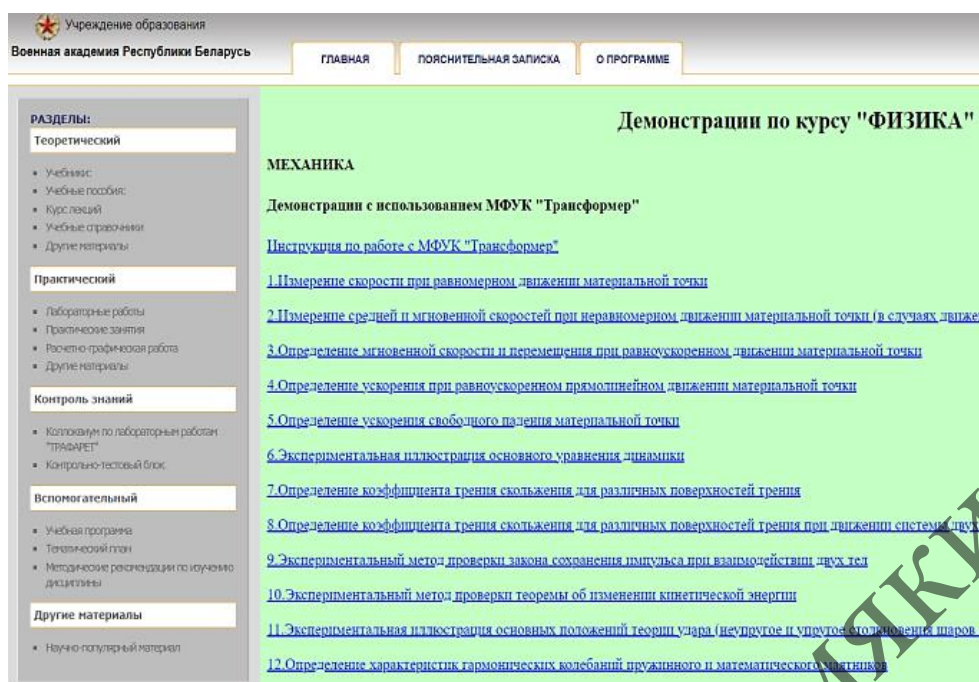 Учреждение образования
Военная академия Республики Беларусь
ГЛАВНАЯ
ПОЯСНИТЕЛЬНАЯ ЗАПИСКА
О ПРОГРАММЕ
РАЗДЕЛЫ:
Теоретический
Учебники:
Учебные пособия:
Курс лекций
Учебные справочники
Другие материалы
Практический
Лабораторные работы
Практические занятия
Расчетно-графическая работа
Другие материалы
Контроль знаний
Коллоквиум по лабораторным работам
"ТРАФАРЕТ"
Контрольно-тестовый блок
Вспомогательный
Учебная программа
Тематический план
Методические рекомендации по изучению
дисциплины
Другие материалы
Научно-популярный материал
Демонстрации по курсу "ФИЗИКА"
МЕХАНИКА
Демонстрации с использованием МФУК "Трансформер"
Инструкция по работе с МФУК "Трансформер"
1.Измерение скорости при равномерном движении материальной точки
2.Измерение средней и мгновенной скоростей при неравномерном движении материальной точки (в случаях движе
3.Определение мгновенной скорости и перемещения при равноускоренном движении материальной точки
4.Определение ускорения при равноускоренном прямолинейном движении материальной точки
5.Определение ускорения свободного падения материальной точки
6.Экспериментальная иллюстрация основного уравнения динамики
7.Определение коэффициента трения скольжения для различных поверхностей трения
8.Определение коэффициента трения скольжения для различных поверхностей трения при движении системы двух
9.Экспериментальный метод проверки закона сохранения импульса при взаимодействии двух тел
10.Экспериментальный метод проверки теоремы об изменении кинетической энергии
11.Экспериментальная иллюстрация основных положений теории удара (неупругое и упругое столкновения шаров
12.Определение характеристик гармонических колебаний пружинного и математического маятников